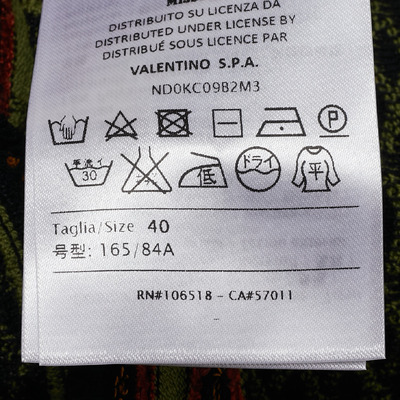 DISTRIBUITO SU LICENZA DA
DISTRIBUTED UNDER LICENSE BY
DISTRIBUÉ SOUS LICENCE PAR
VALENTINO S.P.A.
ND0KC09B2M3
P
手洗イ 30 低 ドライ 平
Taglia/Size 40
号型: 165/84A
RN#106518 - CA#57011